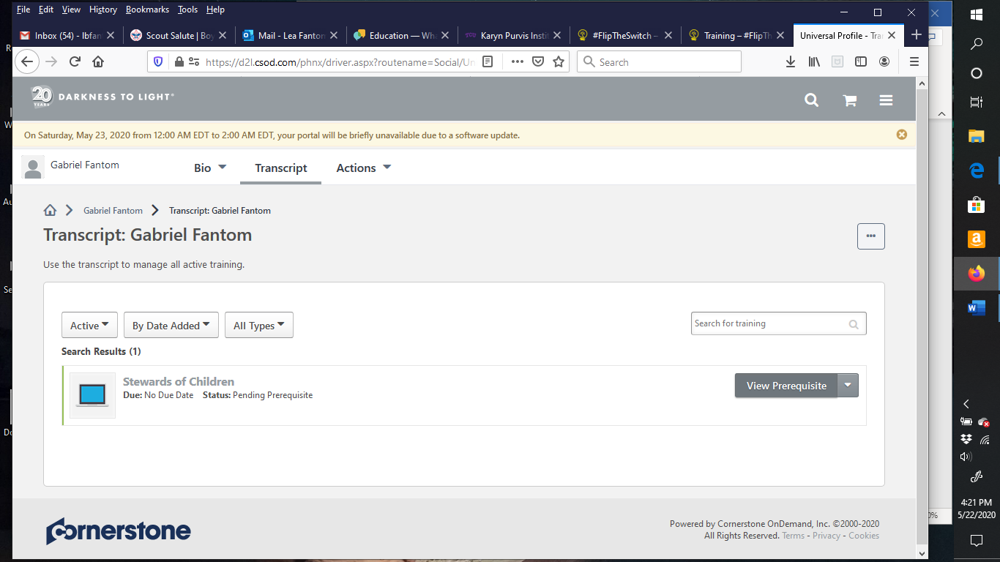 File Edit View History Bookmarks Tools Help
Inbox (54) - lbfan
Scout Salute | Boy
Mail - Lea Fanton
Education — Wha
Karyn Purvis Instit
#FlipTheSwitch –
Training – #FlipTh
Universal Profile - Tra
https://d2l.csod.com/phnx/driver.aspx?routename=Social/Un
Search
20 YEARS DARKNESS TO LIGHT®
On Saturday, May 23, 2020 from 12:00 AM EDT to 2:00 AM EDT, your portal will be briefly unavailable due to a software update.
Gabriel Fantom
Bio Transcript Actions
Gabriel Fantom Transcript: Gabriel Fantom
Transcript: Gabriel Fantom
Use the transcript to manage all active training.
Active By Date Added All Types
Search for training
Search Results (1)
Stewards of Children
Due: No Due Date Status: Pending Prerequisite
View Prerequisite
cornerstone
Powered by Cornerstone OnDemand, Inc. ©2000-2020
All Rights Reserved. Terms - Privacy - Cookies
4:21 PM
5/22/2020